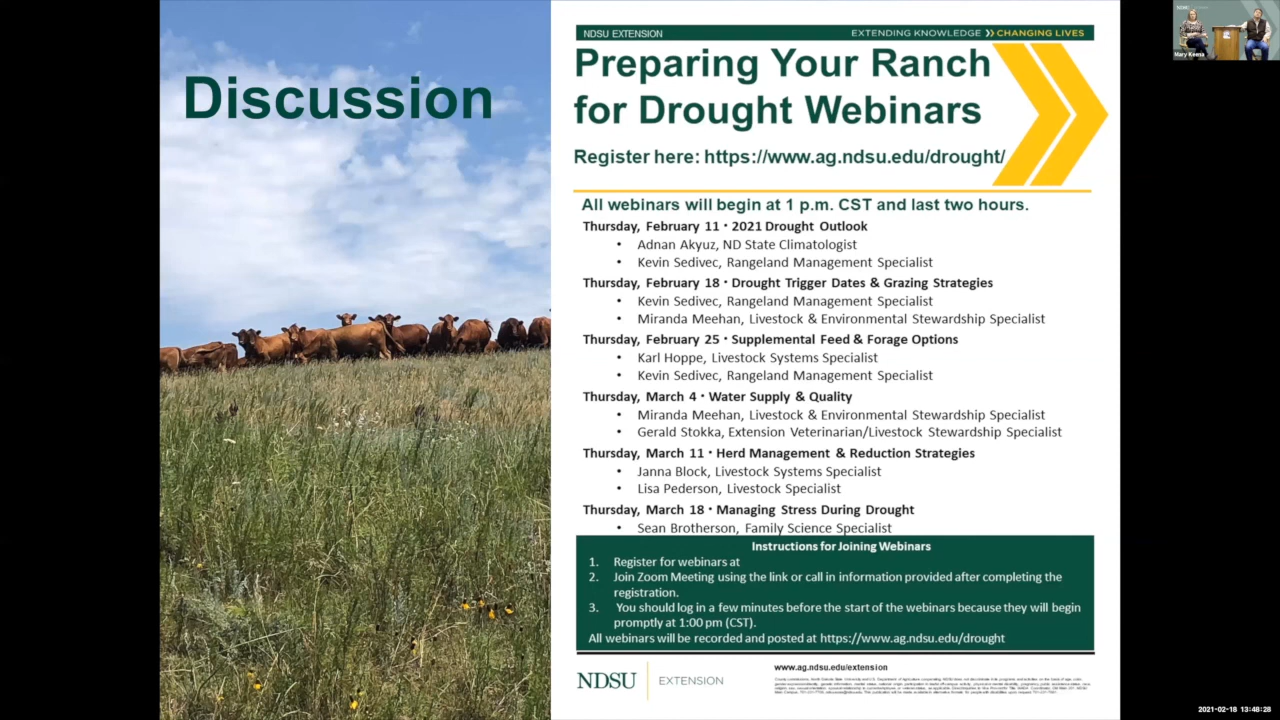 Discussion
NDSU EXTENSION
EXTENDING KNOWLEDGE CHANGING LIVES
Preparing Your Ranch
for Drought Webinars
Register here: https://www.ag.ndsu.edu/drought/
All webinars will begin at 1 p.m. CST and last two hours.
Thursday, February 11 · 2021 Drought Outlook
• Adnan Akyuz, ND State Climatologist
• Kevin Sedivec, Rangeland Management Specialist
Thursday, February 18 · Drought Trigger Dates & Grazing Strategies
• Kevin Sedivec, Rangeland Management Specialist
• Miranda Meehan, Livestock & Environmental Stewardship Specialist
Thursday, February 25 · Supplemental Feed & Forage Options
• Karl Hoppe, Livestock Systems Specialist
• Kevin Sedivec, Rangeland Management Specialist
Thursday, March 4 · Water Supply & Quality
• Miranda Meehan, Livestock & Environmental Stewardship Specialist
• Gerald Stokka, Extension Veterinarian/Livestock Stewardship Specialist
Thursday, March 11 · Herd Management & Reduction Strategies
• Janna Block, Livestock Systems Specialist
• Lisa Pederson, Livestock Specialist
Thursday, March 18 · Managing Stress During Drought
• Sean Brotherson, Family Science Specialist
Instructions for Joining Webinars
1. Register for webinars at
2. Join Zoom Meeting using the link or call in information provided after completing the
registration.
3. You should log in a few minutes before the start of the webinars because they will begin
promptly at 1:00 pm (CST).
All webinars will be recorded and posted at https://www.ag.ndsu.edu/drought
www.ag.ndsu.edu/extension
NDSU EXTENSION
NDSU
Mary Keena
2021-02-18 13:48:28